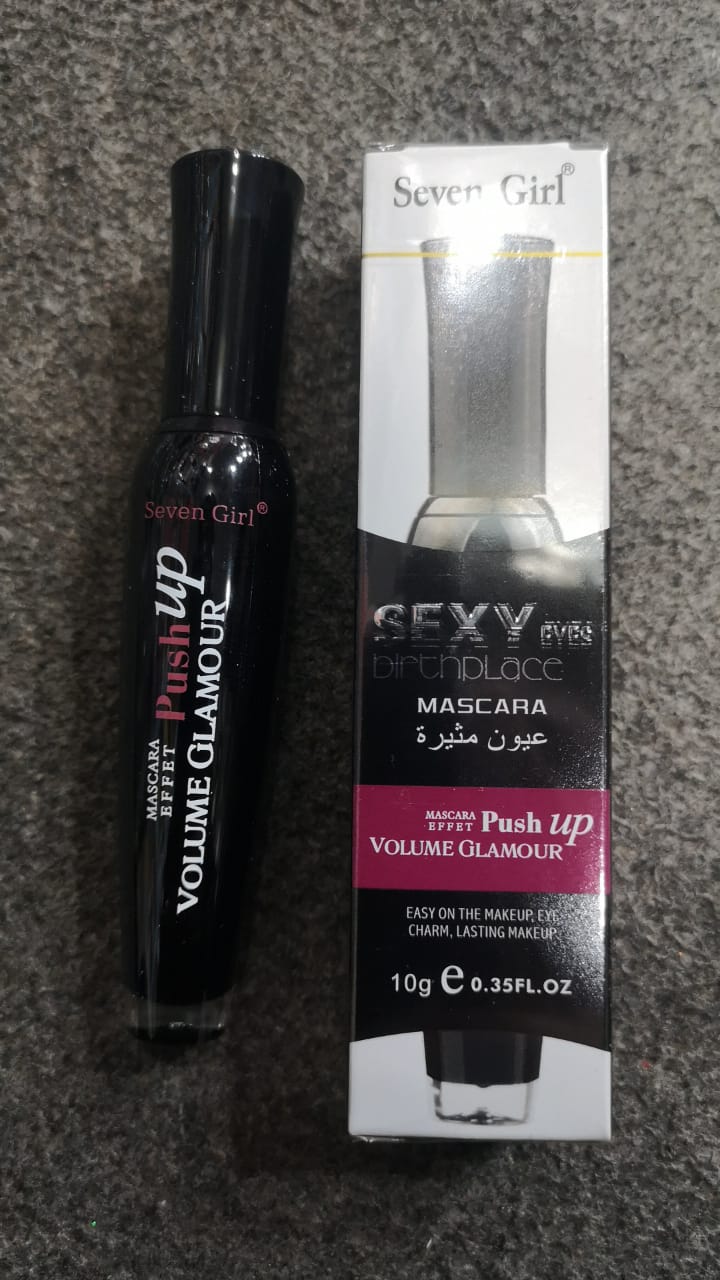 Seven Girl®
MASCARA
EFFET Push up
VOLUME GLAMOUR
Seven Girl®
SEXY EYES
birthplace
MASCARA
عيون مثيرة
MASCARA
EFFET Push up
VOLUME GLAMOUR
EASY ON THE MAKEUP, EYE
CHARM, LASTING MAKEUP
10g e 0.35FL.OZ